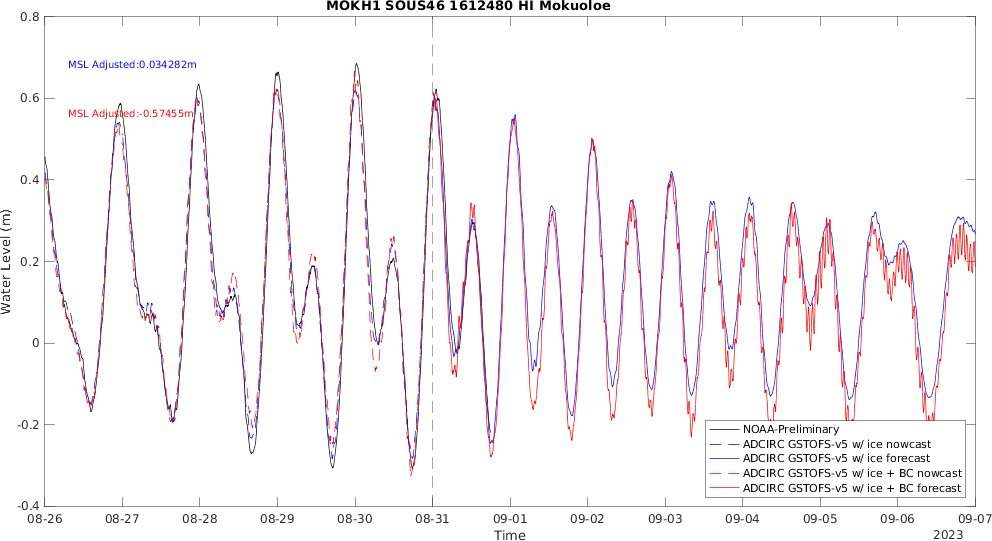 MOKH1 SOUS46 1612480 HI Mokuoloe
MSL Adjusted:0.034282m
MSL Adjusted:-0.57455m
Water Level (m)
0.8
0.6
0.4
0.2
0
-0.2
-0.4
NOAA-Preliminary
ADCIRC GSTOFS-v5 w/ ice nowcast
ADCIRC GSTOFS-v5 w/ ice forecast
ADCIRC GSTOFS-v5 w/ ice + BC nowcast
ADCIRC GSTOFS-v5 w/ ice + BC forecast
08-26 08-27 08-28 08-29 08-30 08-31 09-01 09-02 09-03 09-04 09-05 09-06 09-07
Time
2023